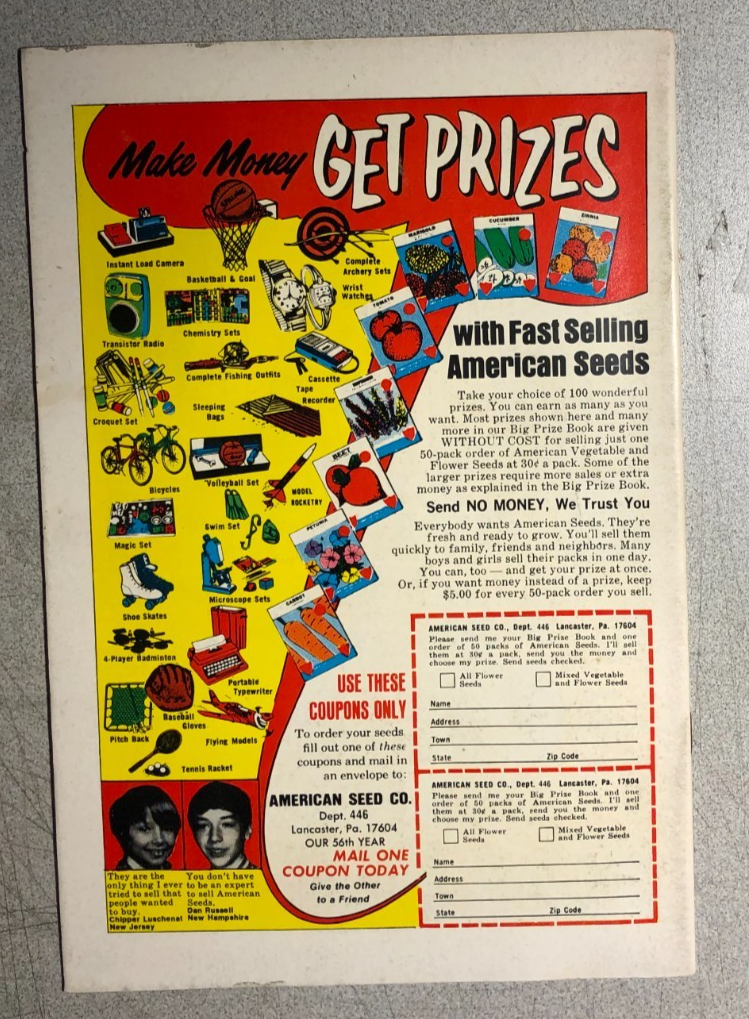 Make Money GET PRIZES
SPALDING
Instant Load Camera
Basketball & Goal
Complete
Archery Sets
Wrist
Watches
Transistor Radio
Chemistry Sets
Complete Fishing Outfits
Cassette
Tape
Recorder
Croquet Set
Sleeping
Bags
Bicycles
Volleyball Set
MODEL
ROCKETRY
Swim Set
Magic Set
Microscope Sets
Shoe Skates
4-Player Badminton
Portable
Typewriter
Baseball
Gloves
Pitch Back
Flying Models
Tennis Racket
MARIGOLD
CUCUMBER
ZINNIA
TOMATO
BEET
PETUNIA
CARROT
with Fast Selling
American Seeds
Take your choice of 100 wonderful
prizes. You can earn as many as you
want. Most prizes shown here and many
more in our Big Prize Book are given
WITHOUT COST for selling just one
50-pack order of American Vegetable and
Flower Seeds at 30¢ a pack. Some of the
larger prizes require more sales or extra
money as explained in the Big Prize Book.
Send NO MONEY, We Trust You
Everybody wants American Seeds. They're
fresh and ready to grow. You'll sell them
quickly to family, friends and neighbors. Many
boys and girls sell their packs in one day.
You can, too — and get your prize at once.
Or, if you want money instead of a prize, keep
$5.00 for every 50-pack order you sell.
USE THESE
COUPONS ONLY
To order your seeds
fill out one of these
coupons and mail in
an envelope to:
AMERICAN SEED CO.
Dept. 446
Lancaster, Pa. 17604
OUR 56th YEAR
MAIL ONE
COUPON TODAY
Give the Other
to a Friend
They are the
only thing I ever
tried to sell that
people wanted
to buy.
Chipper Luschenat
New Jersey
You don't have
to be an expert
to sell American
Seeds.
Dan Russell
New Hampshire
AMERICAN SEED CO., Dept. 446 Lancaster, Pa. 17604
Please send me your Big Prize Book and one
order of 50 packs of American Seeds. I'll sell
them at 30¢ a pack, send you the money and
choose my prize. Send seeds checked.
All Flower
Seeds
Mixed Vegetable
and Flower Seeds
Name
Address
Town
State Zip Code
AMERICAN SEED CO., Dept. 446 Lancaster, Pa. 17604
Please send me your Big Prize Book and one
order of 50 packs of American Seeds. I'll sell
them at 30¢ a pack, send you the money and
choose my prize. Send seeds checked.
All Flower
Seeds
Mixed Vegetable
and Flower Seeds
Name
Address
Town
State Zip Code